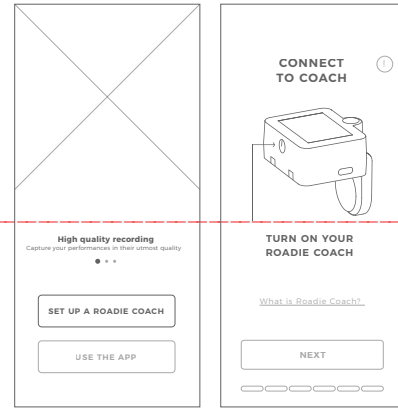 High quality recording
Capture your performances in their utmost quality
SET UP A ROADIE COACH
USE THE APP
CONNECT
TO COACH
!
TURN ON YOUR
ROADIE COACH
What is Roadie Coach?
NEXT